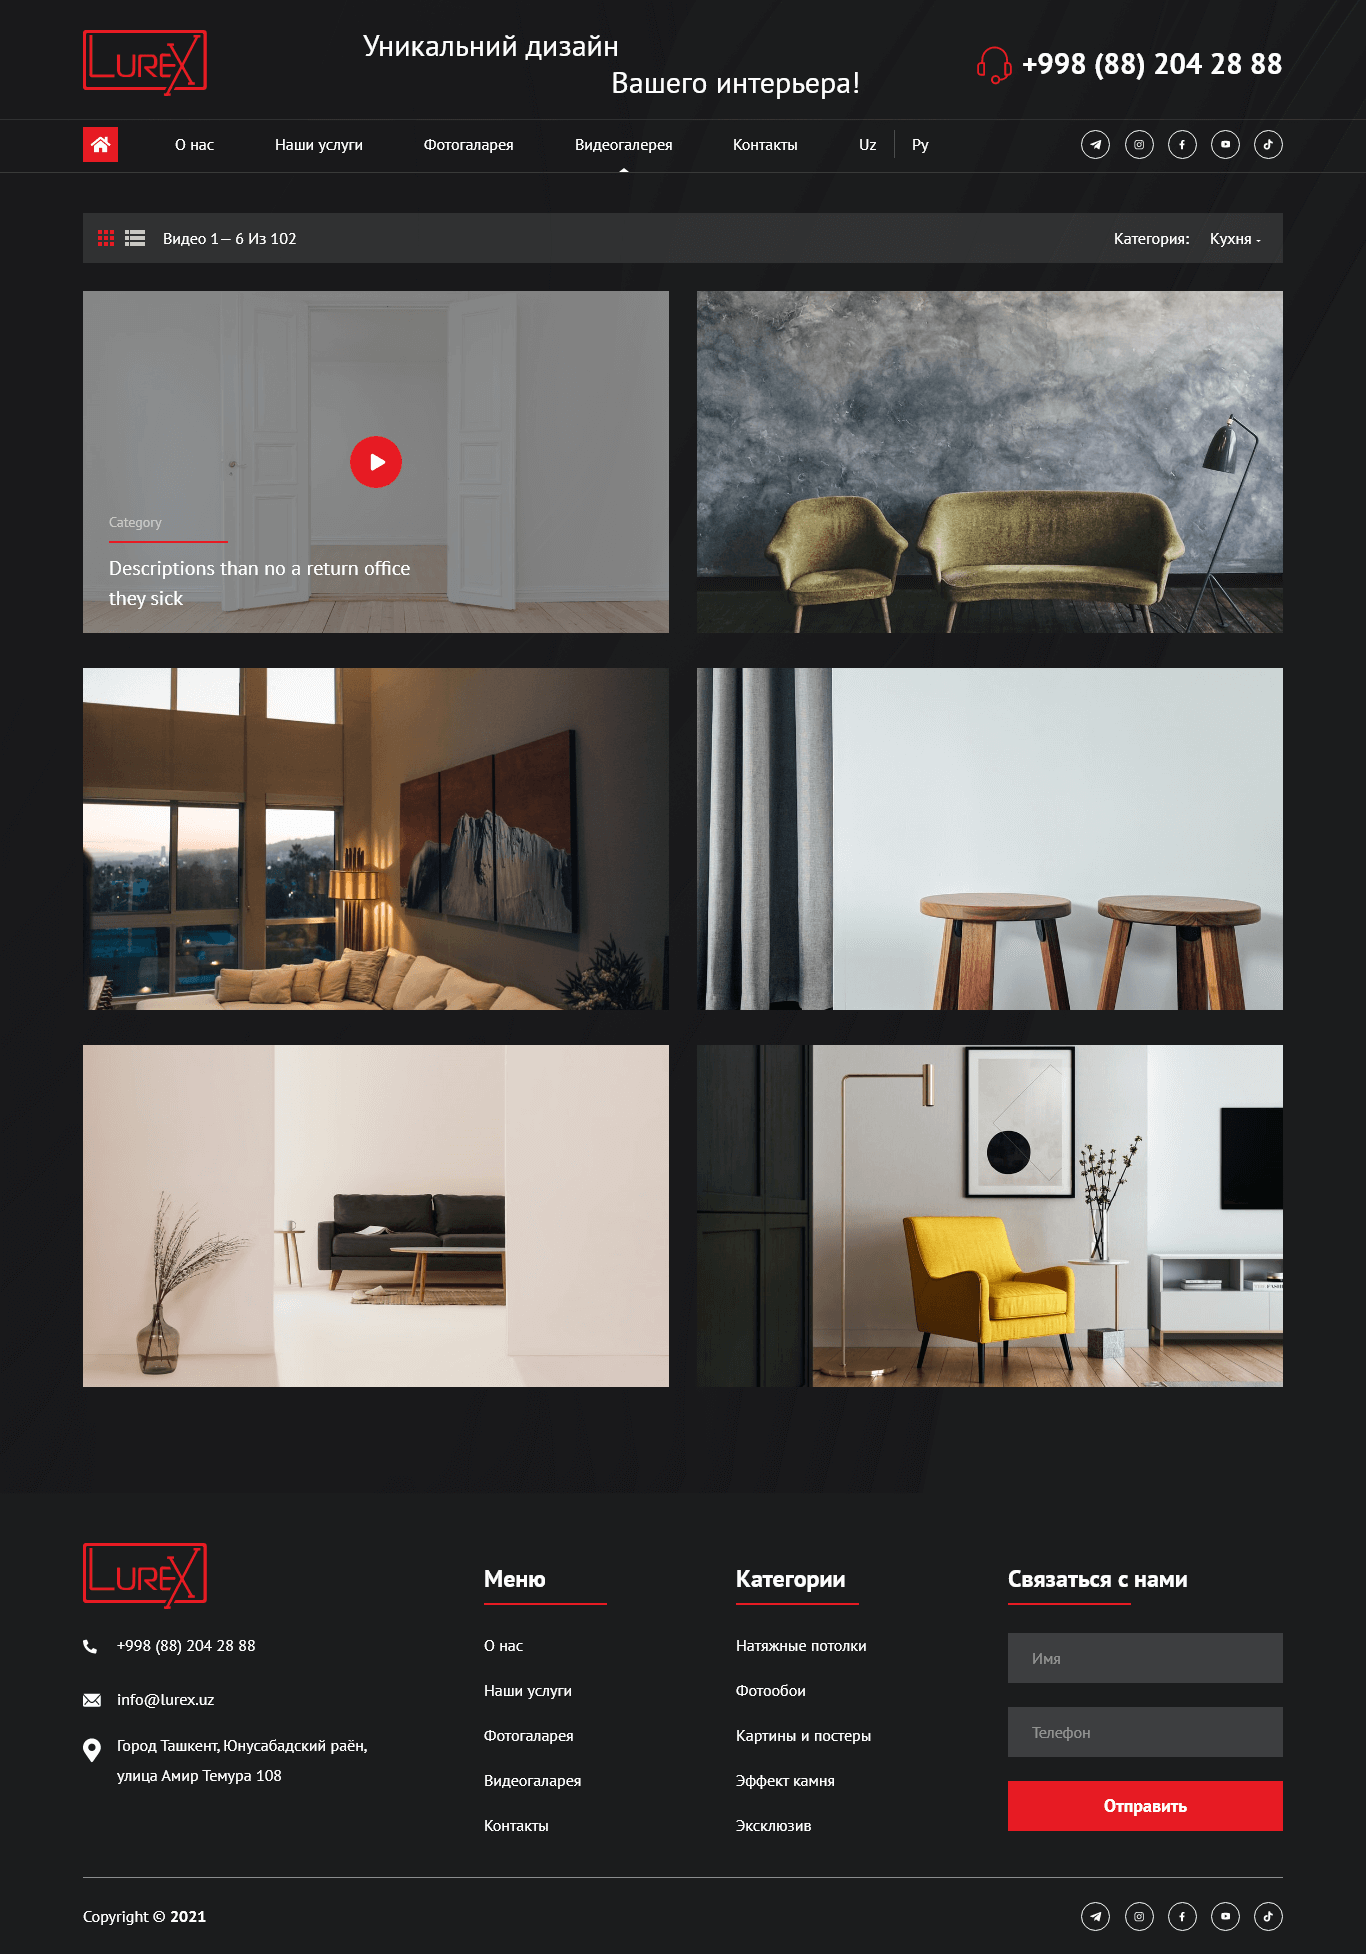 LUREX
Уникальний дизайн
Вашего интерьера!
+998 (88) 204 28 88
О нас
Наши услуги
Фотогаларея
Видеогалерея
Контакты
Uz
Ру
Видео 1— 6 Из 102
Категория:
Кухня
Category
Descriptions than no a return office
they sick
LUREX
+998 (88) 204 28 88
info@lurex.uz
Город Ташкент, Юнусабадский раён,
улица Амир Темура 108
Меню
О нас
Наши услуги
Фотогаларея
Видеогаларея
Контакты
Категории
Натяжные потолки
Фотообои
Картины и постеры
Эффект камня
Эксклюзив
Связаться с нами
Имя
Телефон
Отправить
Copyright © 2021